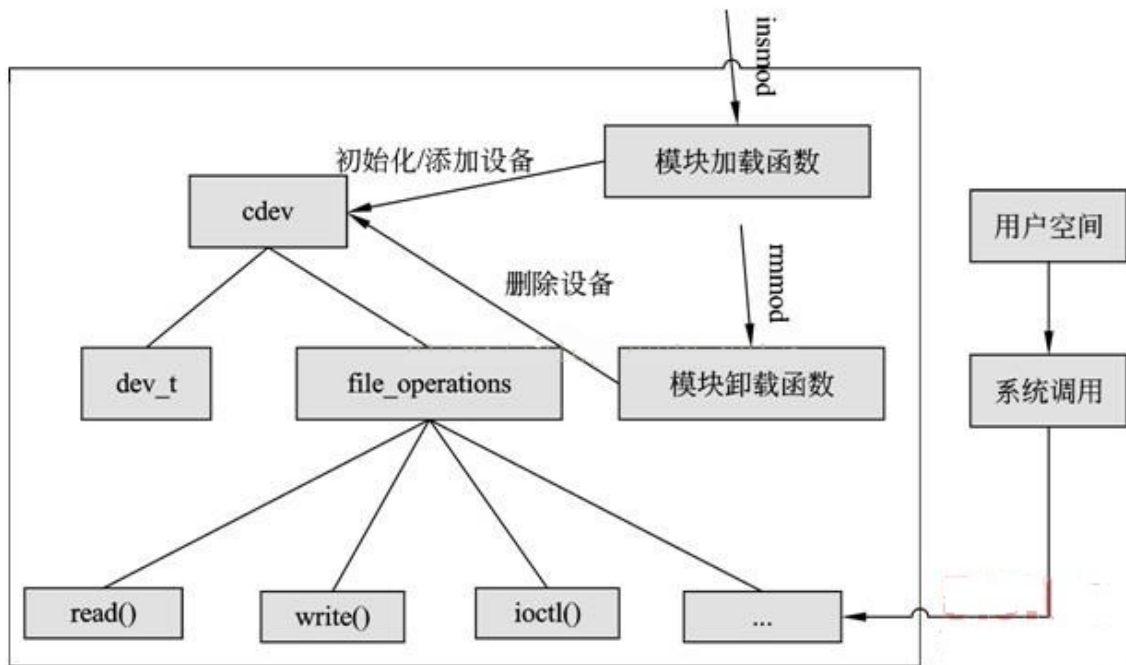 insmod
模块加载函数
初始化/添加设备
cdev
用户空间
rmmod
删除设备
dev_t
file_operations
模块卸载函数
系统调用
read()
write()
ioctl()
...